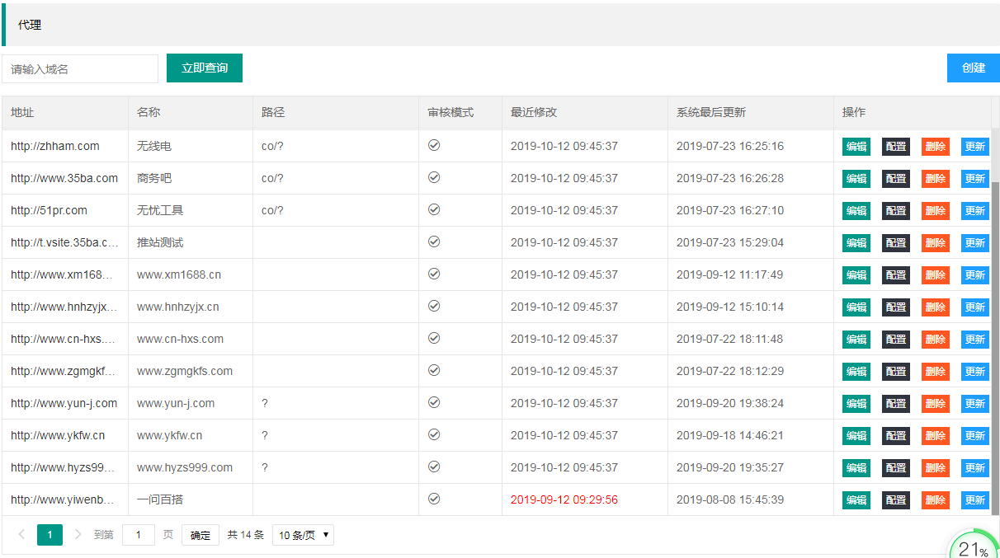 代理
请输入域名 立即查询 创建
地址 名称 路径 审核模式 最近修改 系统最后更新 操作
http://zhham.com 无线电 co/? 2019-10-12 09:45:37 2019-07-23 16:25:16 编辑 配置 删除 更新
http://www.35ba.com 商务吧 co/? 2019-10-12 09:45:37 2019-07-23 16:26:28 编辑 配置 删除 更新
http://51pr.com 无忧工具 co/? 2019-10-12 09:45:37 2019-07-23 16:27:10 编辑 配置 删除 更新
http://t.vsite.35ba.c... 推站测试 2019-10-12 09:45:37 2019-07-23 15:29:04 编辑 配置 删除 更新
http://www.xm168... www.xm1688.cn 2019-10-12 09:45:37 2019-09-12 11:17:49 编辑 配置 删除 更新
http://www.hnhzyjx... www.hnhzyjx.cn 2019-10-12 09:45:37 2019-09-12 15:10:14 编辑 配置 删除 更新
http://www.cn-hxs.... www.cn-hxs.com 2019-10-12 09:45:37 2019-07-22 18:11:48 编辑 配置 删除 更新
http://www.zgmgkf... www.zgmgkfs.com 2019-10-12 09:45:37 2019-07-22 18:12:29 编辑 配置 删除 更新
http://www.yun-j.com www.yun-j.com ? 2019-10-12 09:45:37 2019-09-20 19:38:24 编辑 配置 删除 更新
http://www.ykfw.cn www.ykfw.cn ? 2019-10-12 09:45:37 2019-09-18 14:46:21 编辑 配置 删除 更新
http://www.hyzs99... www.hyzs999.com ? 2019-10-12 09:45:37 2019-09-20 19:35:27 编辑 配置 删除 更新
http://www.yiwenb... 一问百搭 2019-09-12 09:29:56 2019-08-08 15:45:39 编辑 配置 删除 更新
1 到第 1 页 确定 共 14 条 10 条/页
21%